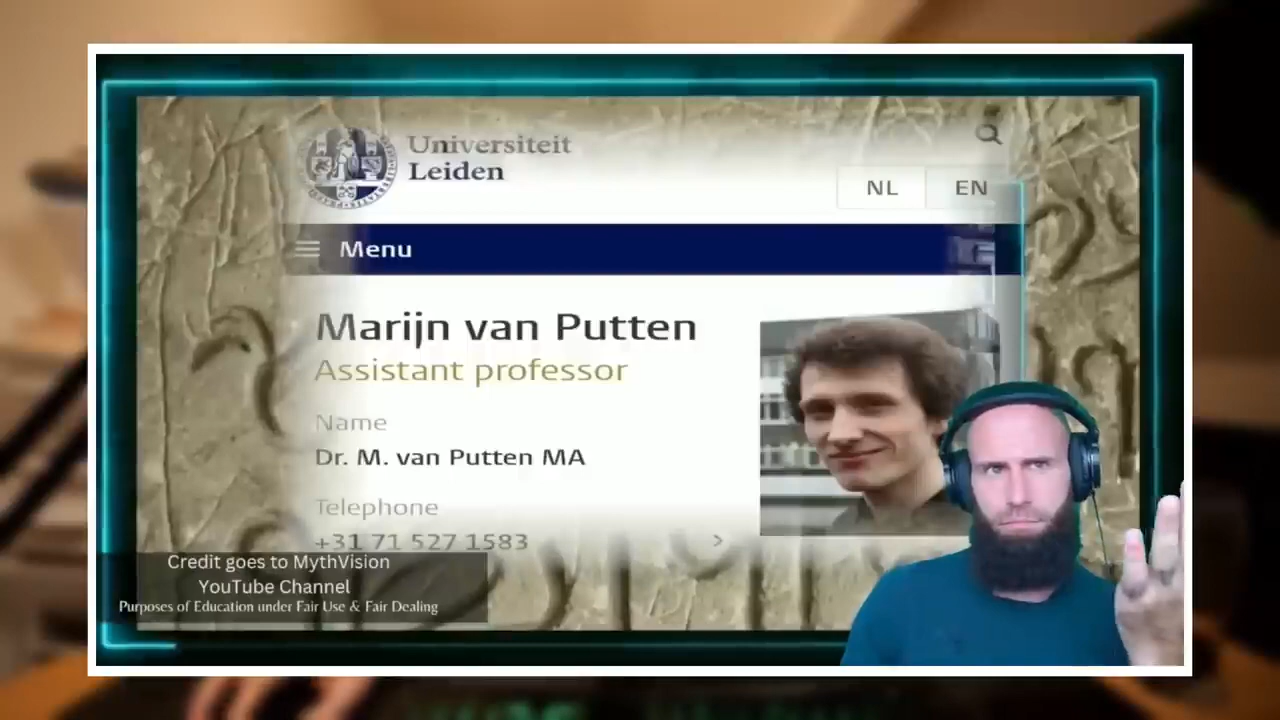 Universiteit
Leiden
NL
EN
Menu
Marijn van Putten
Assistant professor
Name
Dr. M. van Putten MA
Telephone
+31 71 527 1583
Credit goes to MythVision
YouTube Channel
Purposes of Education under Fair Use & Fair Dealing